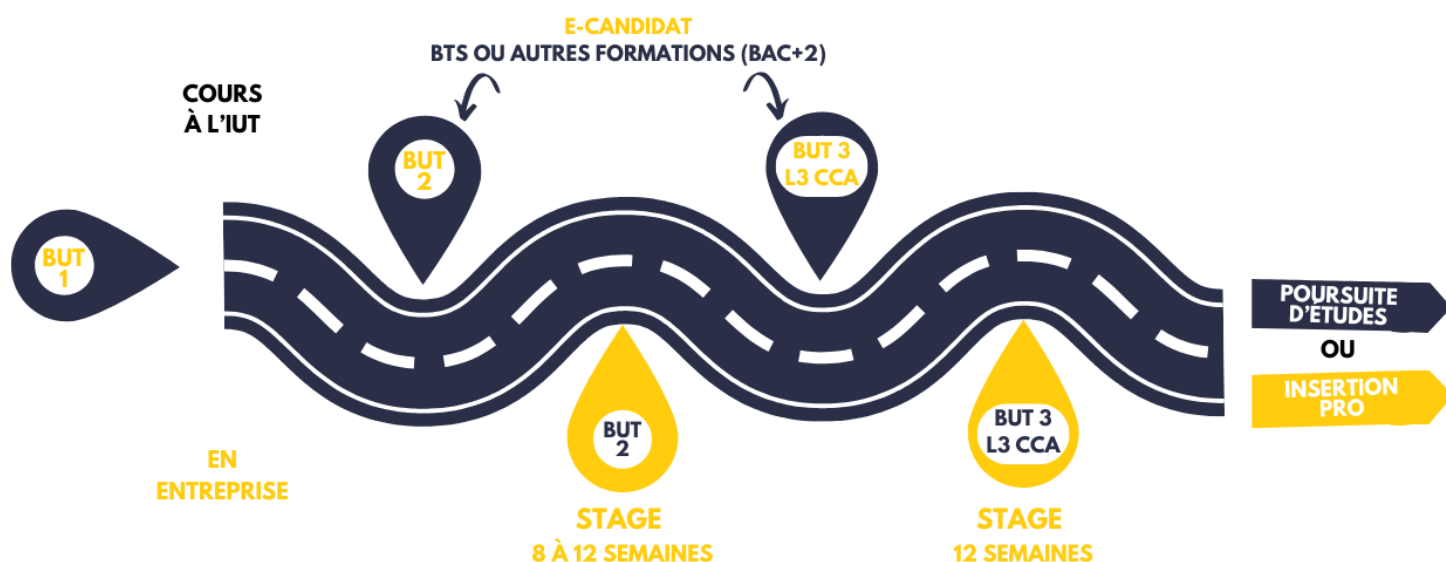 E-CANDIDAT
BTS OU AUTRES FORMATIONS (BAC+2)
COURS
À L'IUT
BUT
2
BUT 3
L3 CCA
BUT
1
POURSUITE
D'ÉTUDES
OU
INSERTION
PRO
BUT
2
BUT 3
L3 CCA
EN
ENTREPRISE
STAGE
8 À 12 SEMAINES
STAGE
12 SEMAINES